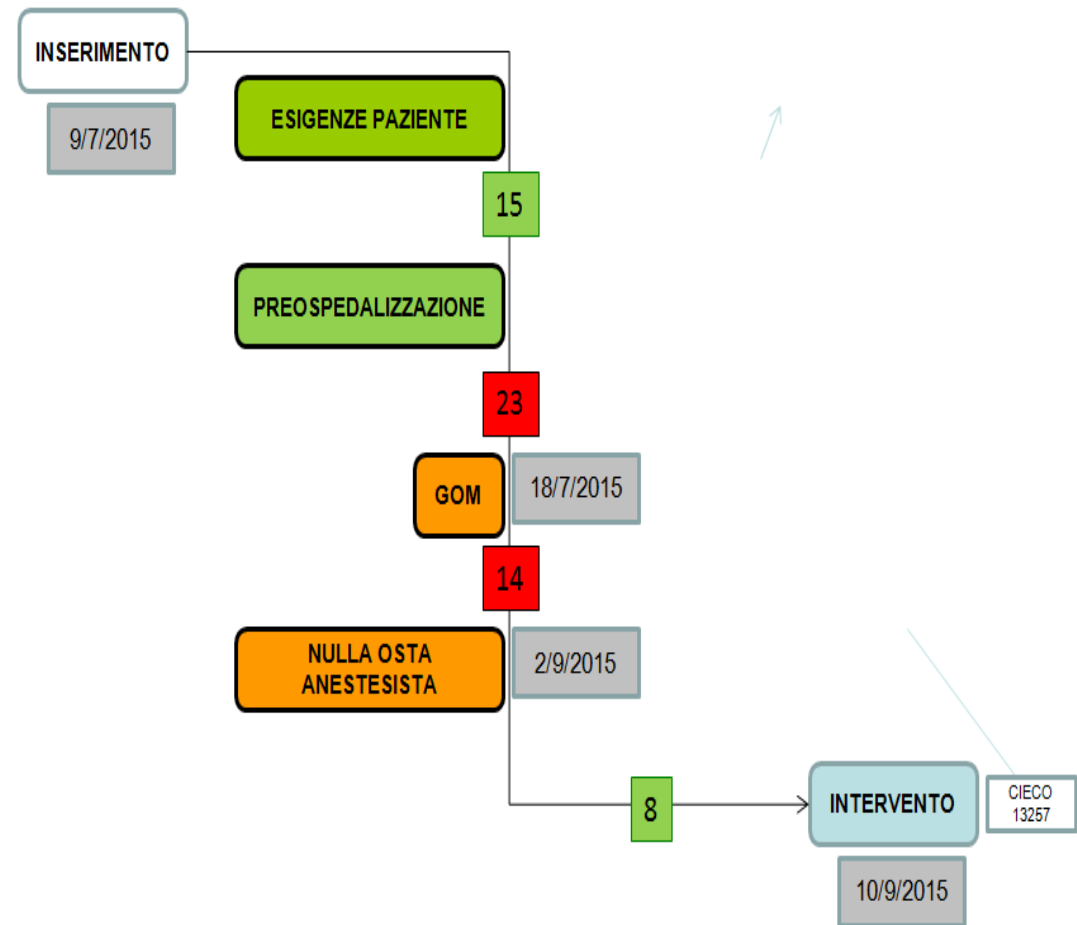 INSERIMENTO
9/7/2015
ESIGENZE PAZIENTE
15
PREOSPEDALIZZAZIONE
23
GOM
18/7/2015
14
NULLA OSTA
ANESTESISTA
2/9/2015
8
INTERVENTO
CIECO
13257
10/9/2015